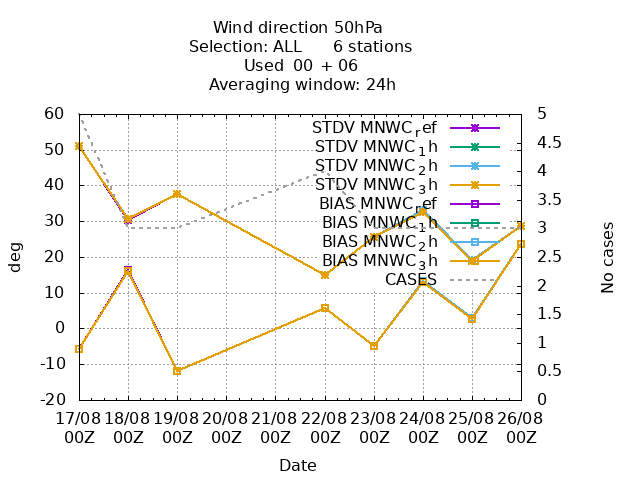 Wind direction 50hPa
Selection: ALL 6 stations
Used 00 + 06
Averaging window: 24h
60
50
40
30
20
10
0
-10
-20
deg
5
4.5
4
3.5
3
2.5
2
1.5
1
0.5
0
No cases
STDV MNWC_ref
STDV MNWC_1h
STDV MNWC_2h
STDV MNWC_3h
BIAS MNWC_ref
BIAS MNWC_1h
BIAS MNWC_2h
BIAS MNWC_3h
CASES
17/08 18/08 19/08 20/08 21/08 22/08 23/08 24/08 25/08 26/08
00Z 00Z 00Z 00Z 00Z 00Z 00Z 00Z 00Z 00Z
Date